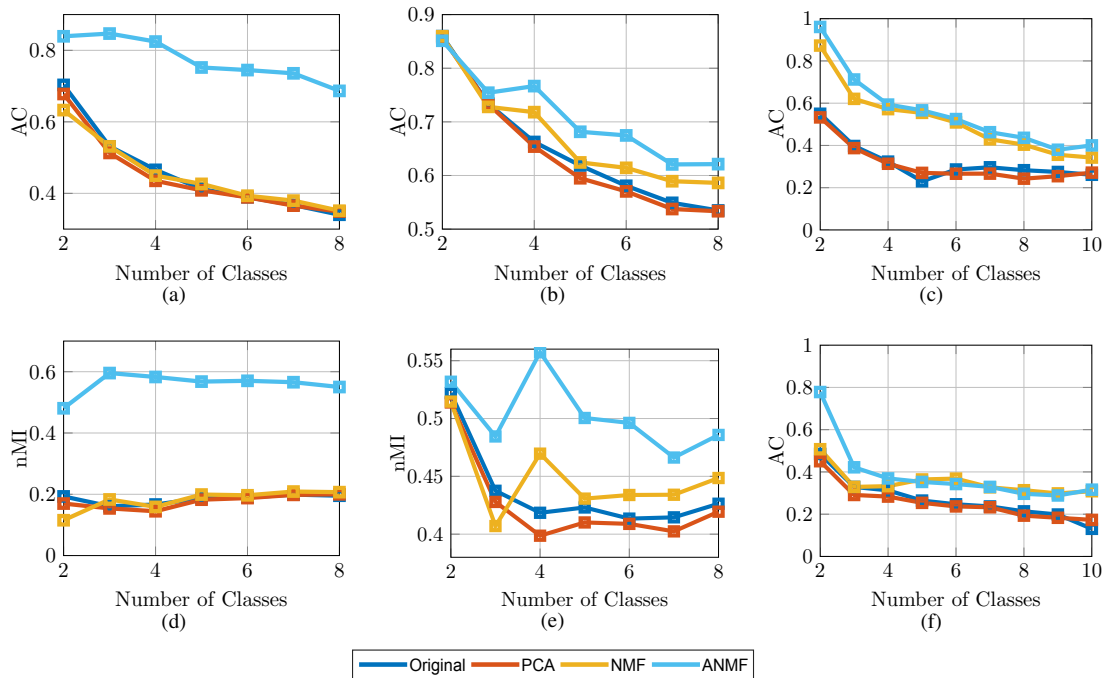 0.8
0.6
0.4
AC
2 4 6 8
Number of Classes
(a)
0.9
0.8
0.7
0.6
0.5
AC
2 4 6 8
Number of Classes
(b)
1
0.8
0.6
0.4
0.2
0
AC
2 4 6 8 10
Number of Classes
(c)
0.6
0.4
0.2
0
nMI
2 4 6 8
Number of Classes
(d)
0.55
0.5
0.45
0.4
nMI
2 4 6 8
Number of Classes
(e)
1
0.8
0.6
0.4
0.2
0
AC
2 4 6 8 10
Number of Classes
(f)
Original PCA NMF ANMF